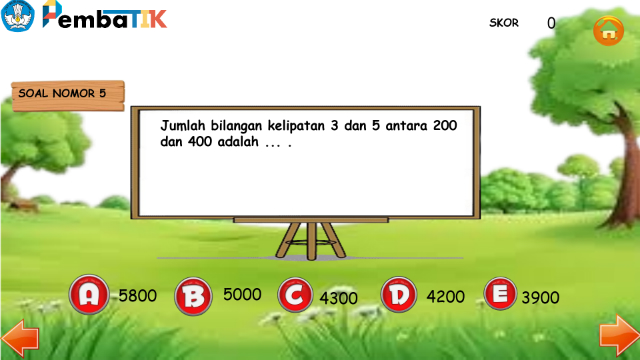 PembaTIK
SKOR 0
SOAL NOMOR 5
Jumlah bilangan kelipatan 3 dan 5 antara 200
dan 400 adalah ... .
A 5800
B 5000
C 4300
D 4200
E 3900